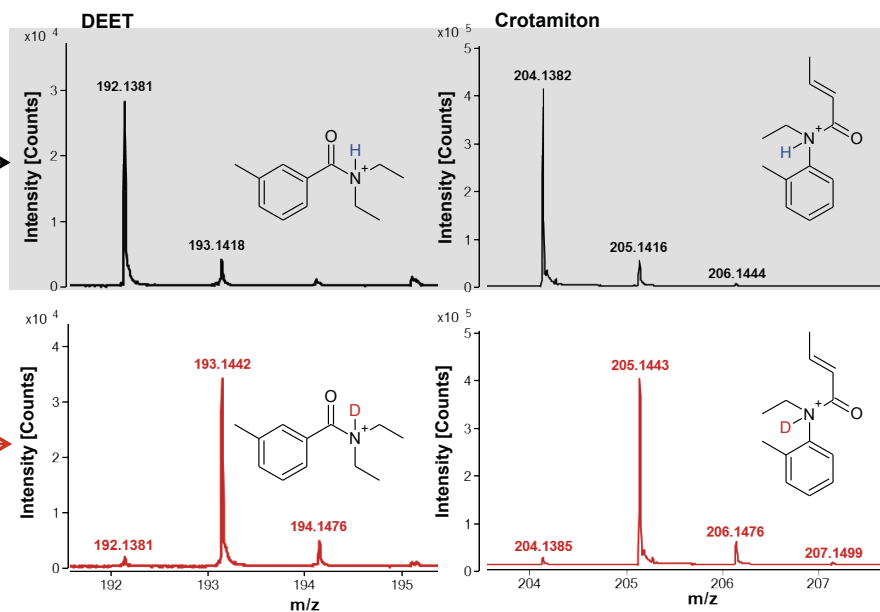 DEET
x10 4
Intensity [Counts]
3
2
1
0
192.1381
193.1418
O
H
N
+
Crotamiton
x10 5
Intensity [Counts]
5
4
3
2
1
0
204.1382
205.1416
206.1444
N
+
O
H
x10 4
Intensity [Counts]
4
3
2
1
0
192.1381
193.1442
194.1476
O
D
N
+
192
193
194
195
m/z
x10 5
Intensity [Counts]
5
4
3
2
1
0
204.1385
205.1443
206.1476
207.1499
N
+
O
D
204
205
206
207
m/z